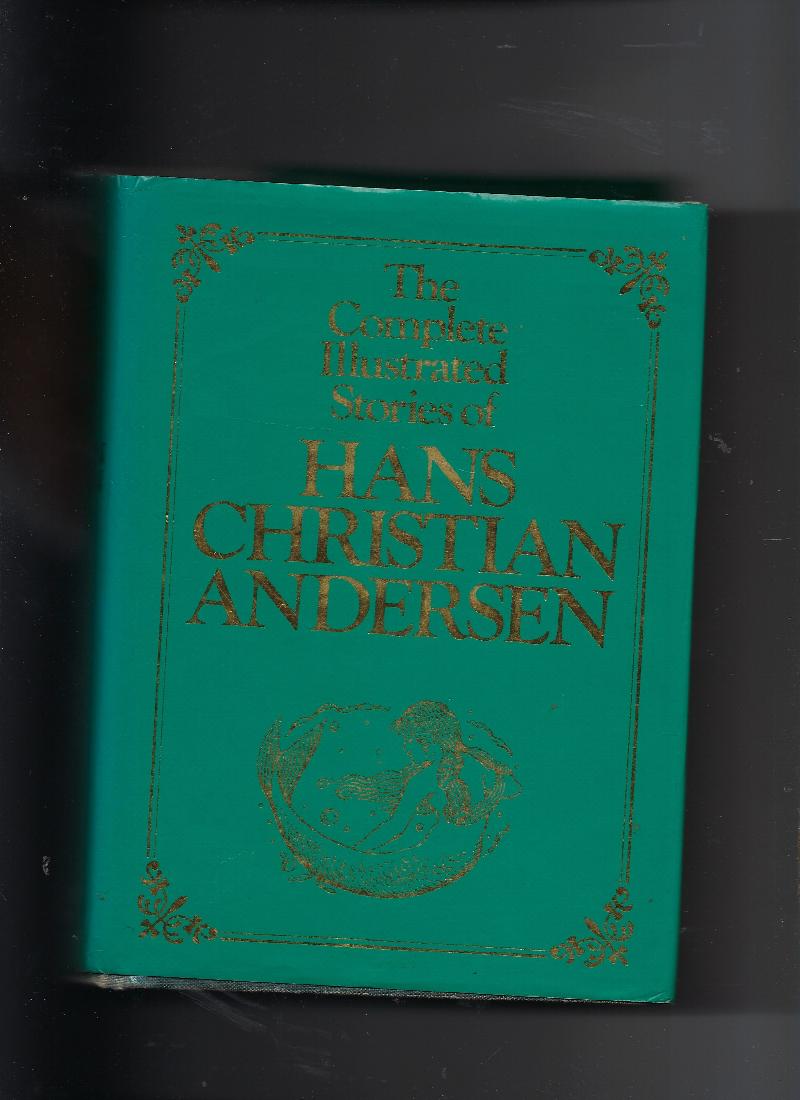 The
Complete
Illustrated
Stories of
HANS
CHRISTIAN
ANDERSEN